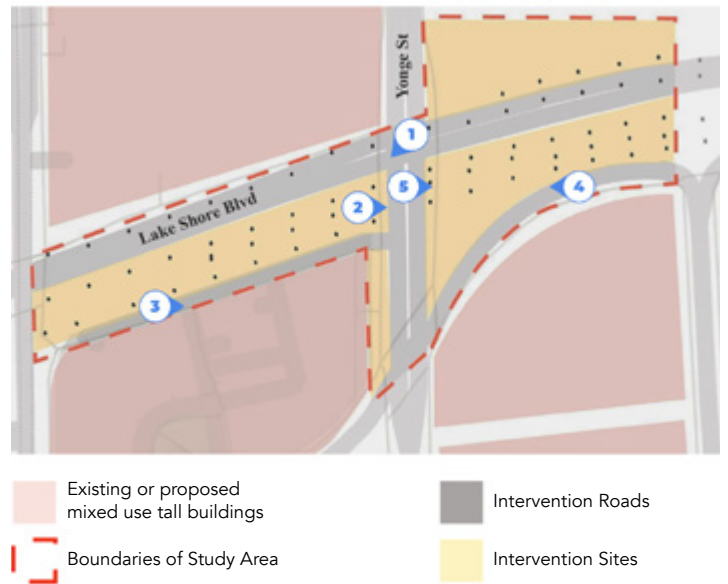 Yonge St
1
Lake Shore Blvd
5
4
2
3
Existing or proposed
mixed use tall buildings
Intervention Roads
Boundaries of Study Area
Intervention Sites